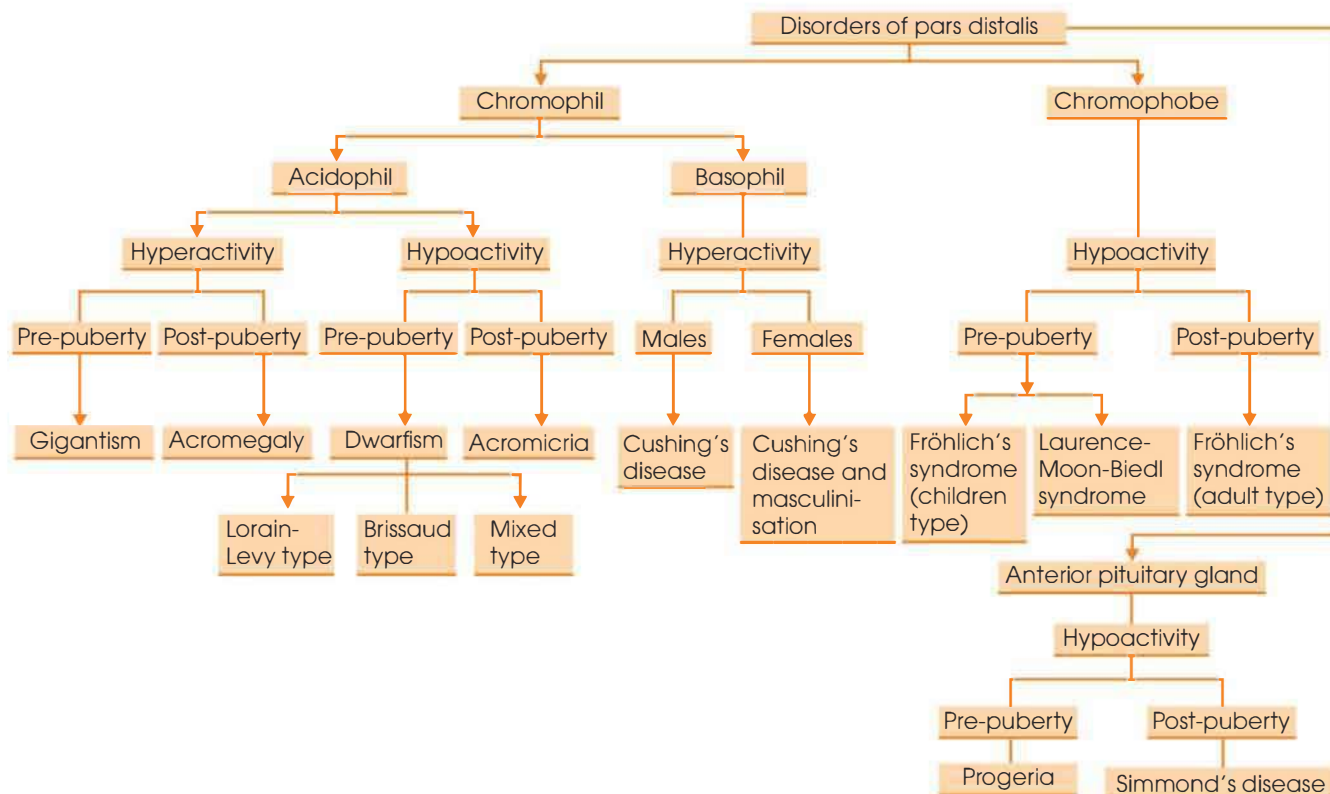 Disorders of pars distalis
Chromophil
Chromophobe
Acidophil
Basophil
Hyperactivity
Hypoactivity
Hyperactivity
Hypoactivity
Pre-puberty
Post-puberty
Pre-puberty
Post-puberty
Males
Females
Pre-puberty
Post-puberty
Gigantism
Acromegaly
Dwarfism
Acromicria
Cushing's
disease
Cushing's
disease and
masculini-
sation
Fröhlich's
syndrome
(children
type)
Laurence-
Moon-Biedl
syndrome
Fröhlich's
syndrome
(adult type)
Lorain-
Levy type
Brissaud
type
Mixed
type
Anterior pituitary gland
Hypoactivity
Pre-puberty
Post-puberty
Progeria
Simmond's disease